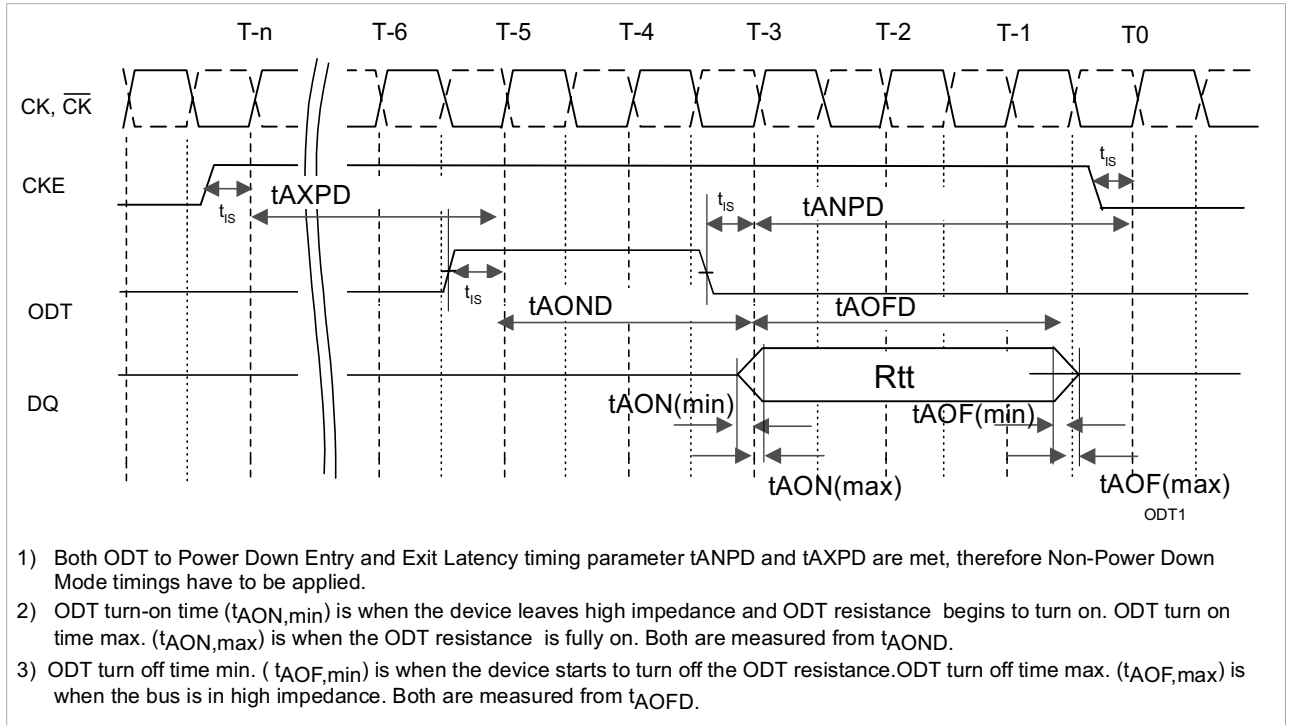 T-n T-6 T-5 T-4 T-3 T-2 T-1 T0
CK, C̅K̅
CKE
tIS
tAXPD
tIS
tIS
tANPD
tIS
ODT
tAOND
tAOFD
Rtt
DQ
tAON(min)
tAOF(min)
tAON(max)
tAOF(max)
ODT1
1) Both ODT to Power Down Entry and Exit Latency timing parameter tANPD and tAXPD are met, therefore Non-Power Down
Mode timings have to be applied.
2) ODT turn-on time (tAON,min) is when the device leaves high impedance and ODT resistance begins to turn on. ODT turn on
time max. (tAON,max) is when the ODT resistance is fully on. Both are measured from tAOND.
3) ODT turn off time min. ( tAOF,min) is when the device starts to turn off the ODT resistance.ODT turn off time max. (tAOF,max) is
when the bus is in high impedance. Both are measured from tAOFD.